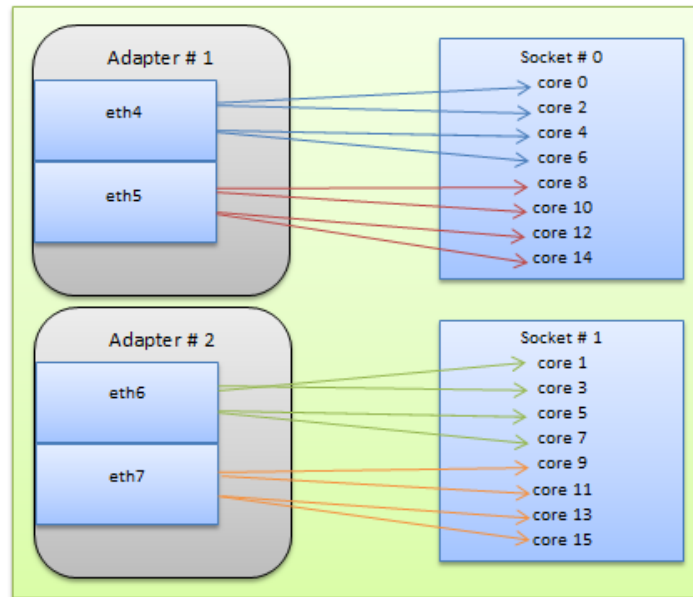 Adapter # 1
eth4
eth5
Socket # 0
core 0
core 2
core 4
core 6
core 8
core 10
core 12
core 14
Adapter # 2
eth6
eth7
Socket # 1
core 1
core 3
core 5
core 7
core 9
core 11
core 13
core 15